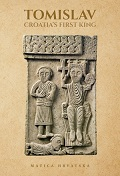 TOMISLAV
CROATIA'S FIRST KING
MATICA HRVATSKA